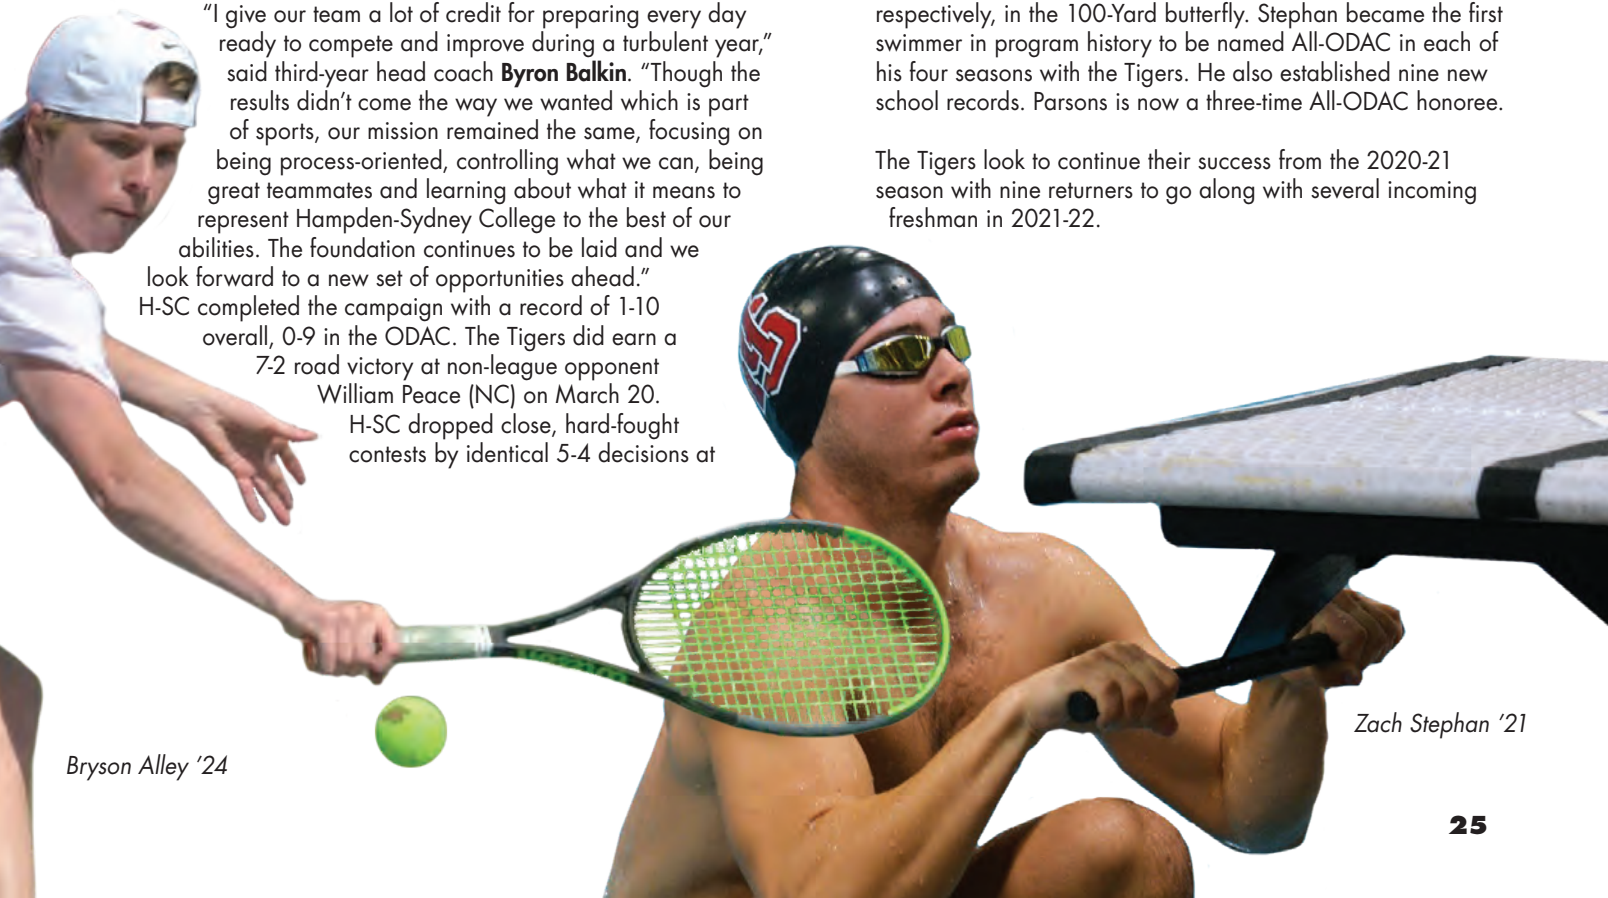 “I give our team a lot of credit for preparing every day
ready to compete and improve during a turbulent year,”
said third-year head coach Byron Balkin. “Though the
results didn’t come the way we wanted which is part
of sports, our mission remained the same, focusing on
being process-oriented, controlling what we can, being
great teammates and learning about what it means to
represent Hampden-Sydney College to the best of our
abilities. The foundation continues to be laid and we
look forward to a new set of opportunities ahead.”
H-SC completed the campaign with a record of 1-10
overall, 0-9 in the ODAC. The Tigers did earn a
7-2 road victory at non-league opponent
William Peace (NC) on March 20.
H-SC dropped close, hard-fought
contests by identical 5-4 decisions at
respectively, in the 100-Yard butterfly. Stephan became the first
swimmer in program history to be named All-ODAC in each of
his four seasons with the Tigers. He also established nine new
school records. Parsons is now a three-time All-ODAC honoree.
The Tigers look to continue their success from the 2020-21
season with nine returners to go along with several incoming
freshman in 2021-22.
Bryson Alley ’24
Zach Stephan ’21
25